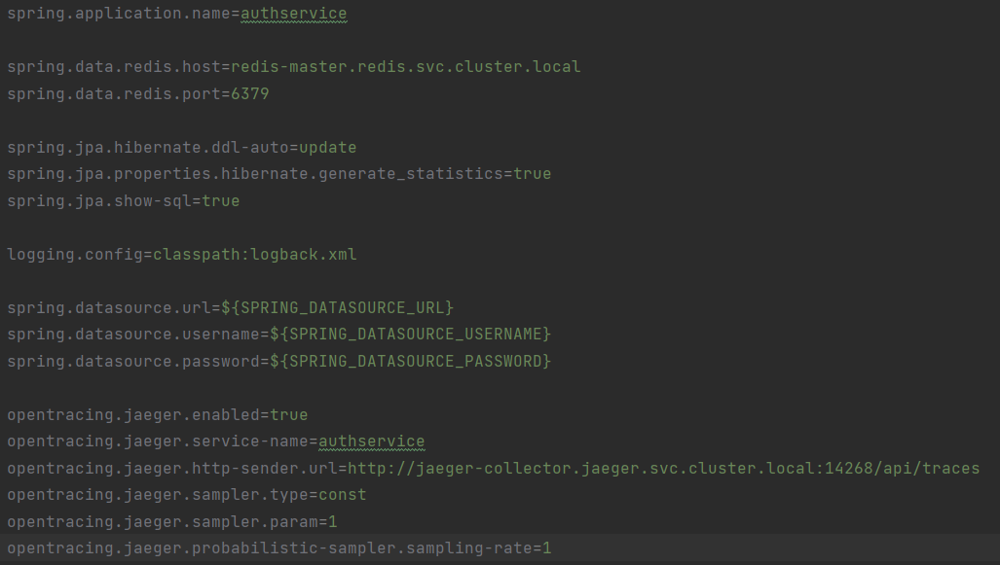 spring.application.name=authservice
spring.data.redis.host=redis-master.redis.svc.cluster.local
spring.data.redis.port=6379
spring.jpa.hibernate.ddl-auto=update
spring.jpa.properties.hibernate.generate_statistics=true
spring.jpa.show-sql=true
logging.config=classpath:logback.xml
spring.datasource.url=${SPRING_DATASOURCE_URL}
spring.datasource.username=${SPRING_DATASOURCE_USERNAME}
spring.datasource.password=${SPRING_DATASOURCE_PASSWORD}
opentracing.jaeger.enabled=true
opentracing.jaeger.service-name=authservice
opentracing.jaeger.http-sender.url=http://jaeger-collector.jaeger.svc.cluster.local:14268/api/traces
opentracing.jaeger.sampler.type=const
opentracing.jaeger.sampler.param=1
opentracing.jaeger.probabilistic-sampler.sampling-rate=1